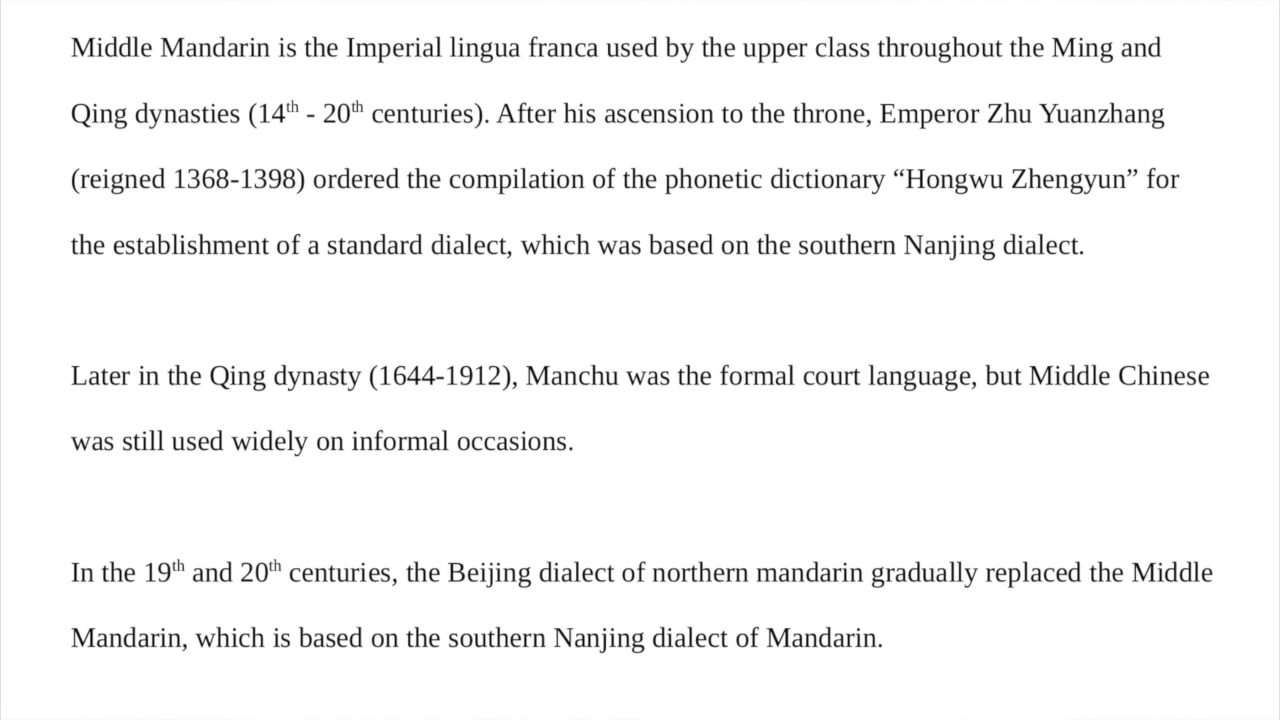 Middle Mandarin is the Imperial lingua franca used by the upper class throughout the Ming and
Qing dynasties (14th - 20th centuries). After his ascension to the throne, Emperor Zhu Yuanzhang
(reigned 1368-1398) ordered the compilation of the phonetic dictionary “Hongwu Zhengyun” for
the establishment of a standard dialect, which was based on the southern Nanjing dialect.
Later in the Qing dynasty (1644-1912), Manchu was the formal court language, but Middle Chinese
was still used widely on informal occasions.
In the 19th and 20th centuries, the Beijing dialect of northern mandarin gradually replaced the Middle
Mandarin, which is based on the southern Nanjing dialect of Mandarin.